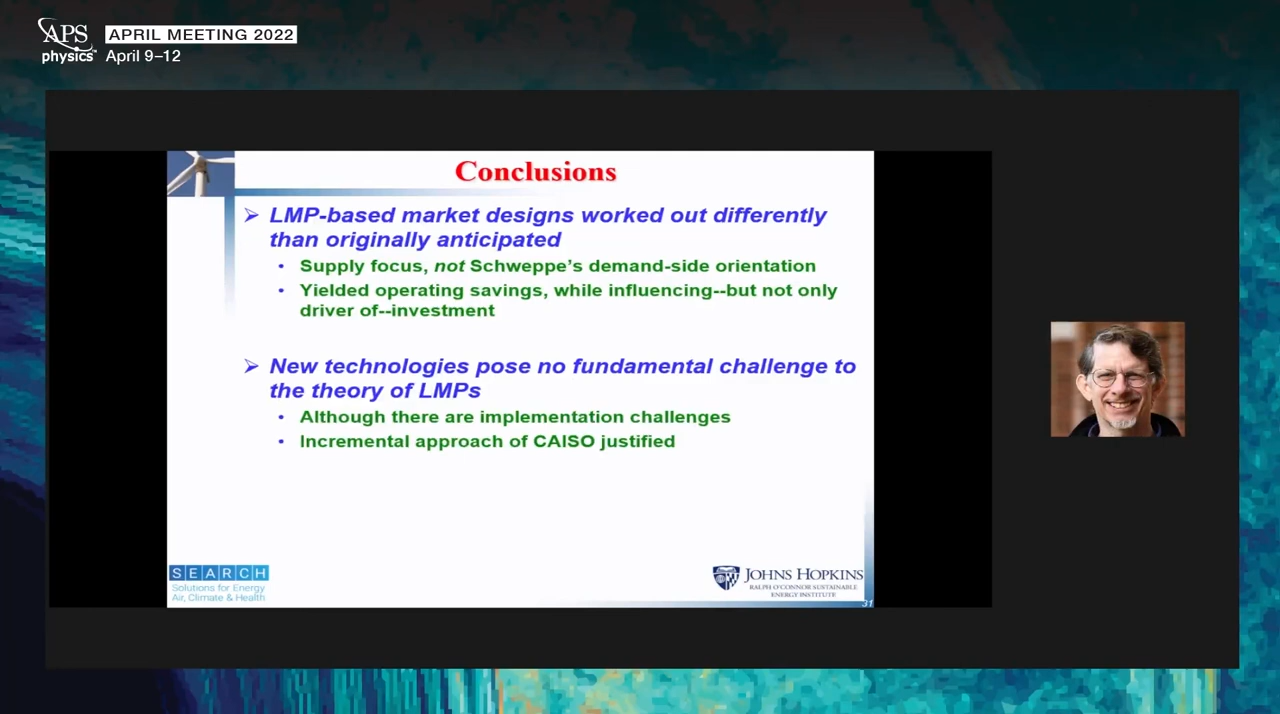 APS
physics
APRIL MEETING 2022
April 9–12
Conclusions
➢ LMP-based market designs worked out differently
than originally anticipated
• Supply focus, not Schweppe's demand-side orientation
• Yielded operating savings, while influencing--but not only
driver of--investment
➢ New technologies pose no fundamental challenge to
the theory of LMPs
• Although there are implementation challenges
• Incremental approach of CAISO justified
SEARCH
Solutions for Energy
Air, Climate & Health
JOHNS HOPKINS
RALPH O'CONNOR SUSTAINABLE
ENERGY INSTITUTE
31